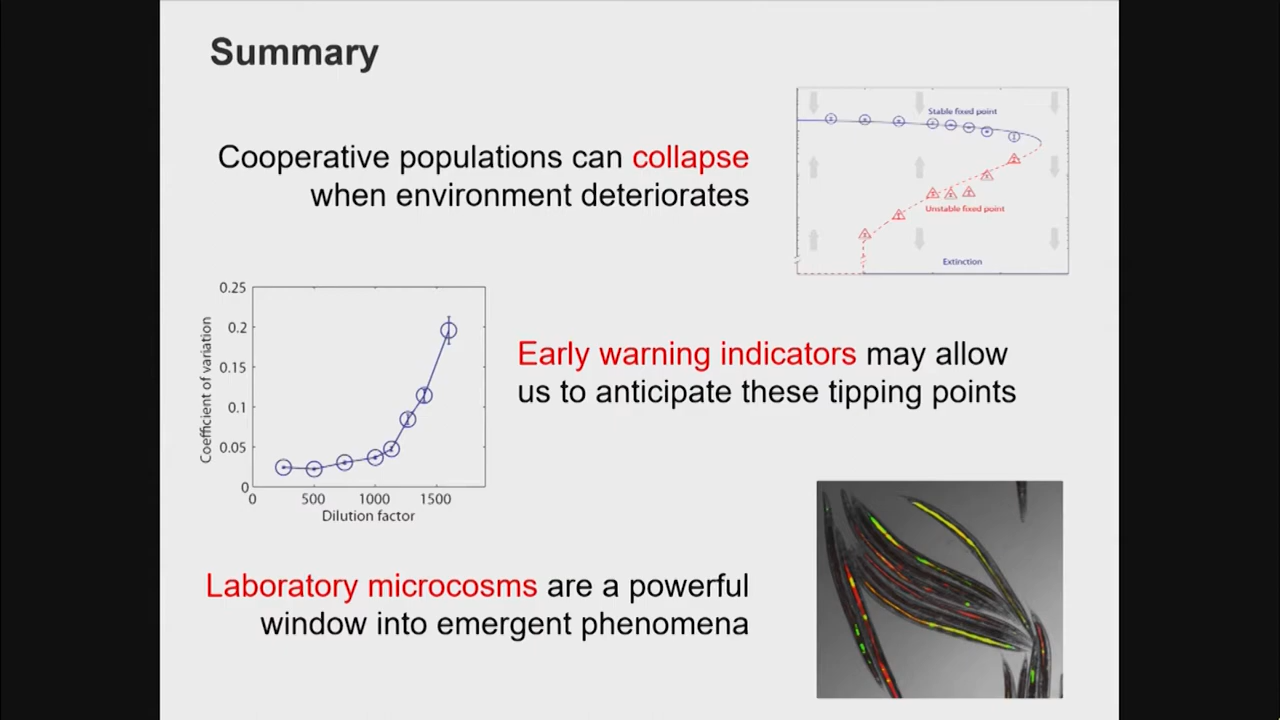 Summary
Cooperative populations can collapse
when environment deteriorates
Stable fixed point
Unstable fixed point
Extinction
0.25
0.2
0.15
0.1
0.05
0
Coefficient of variation
0 500 1000 1500
Dilution factor
Early warning indicators may allow
us to anticipate these tipping points
Laboratory microcosms are a powerful
window into emergent phenomena